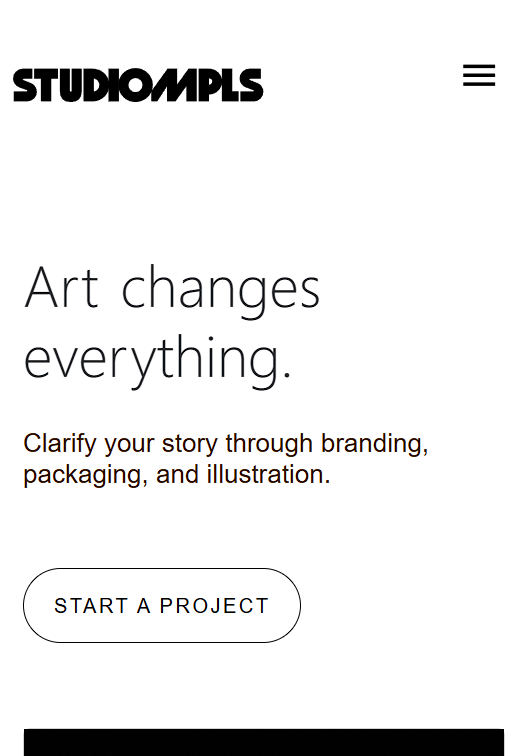 STUDIOMPLS
Art changes
everything.
Clarify your story through branding,
packaging, and illustration.
START A PROJECT